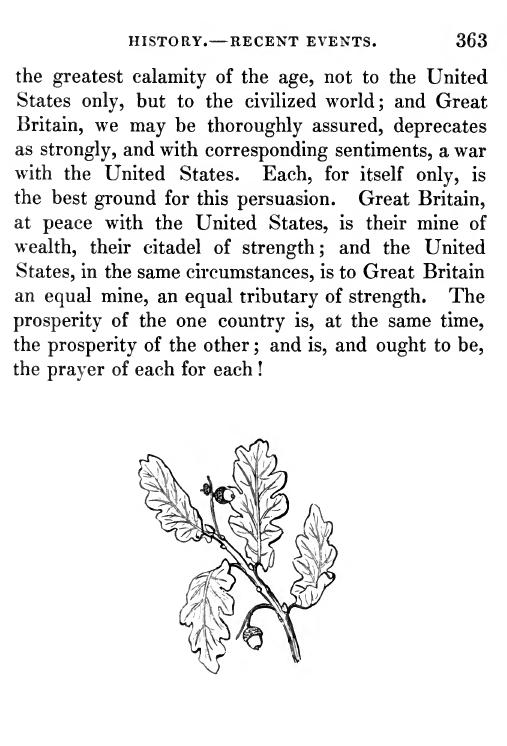 HISTORY.—RECENT EVENTS. 363
the greatest calamity of the age, not to the United
States only, but to the civilized world; and Great
Britain, we may be thoroughly assured, deprecates
as strongly, and with corresponding sentiments, a war
with the United States. Each, for itself only, is
the best ground for this persuasion. Great Britain,
at peace with the United States, is their mine of
wealth, their citadel of strength; and the United
States, in the same circumstances, is to Great Britain
an equal mine, an equal tributary of strength. The
prosperity of the one country is, at the same time,
the prosperity of the other; and is, and ought to be,
the prayer of each for each!